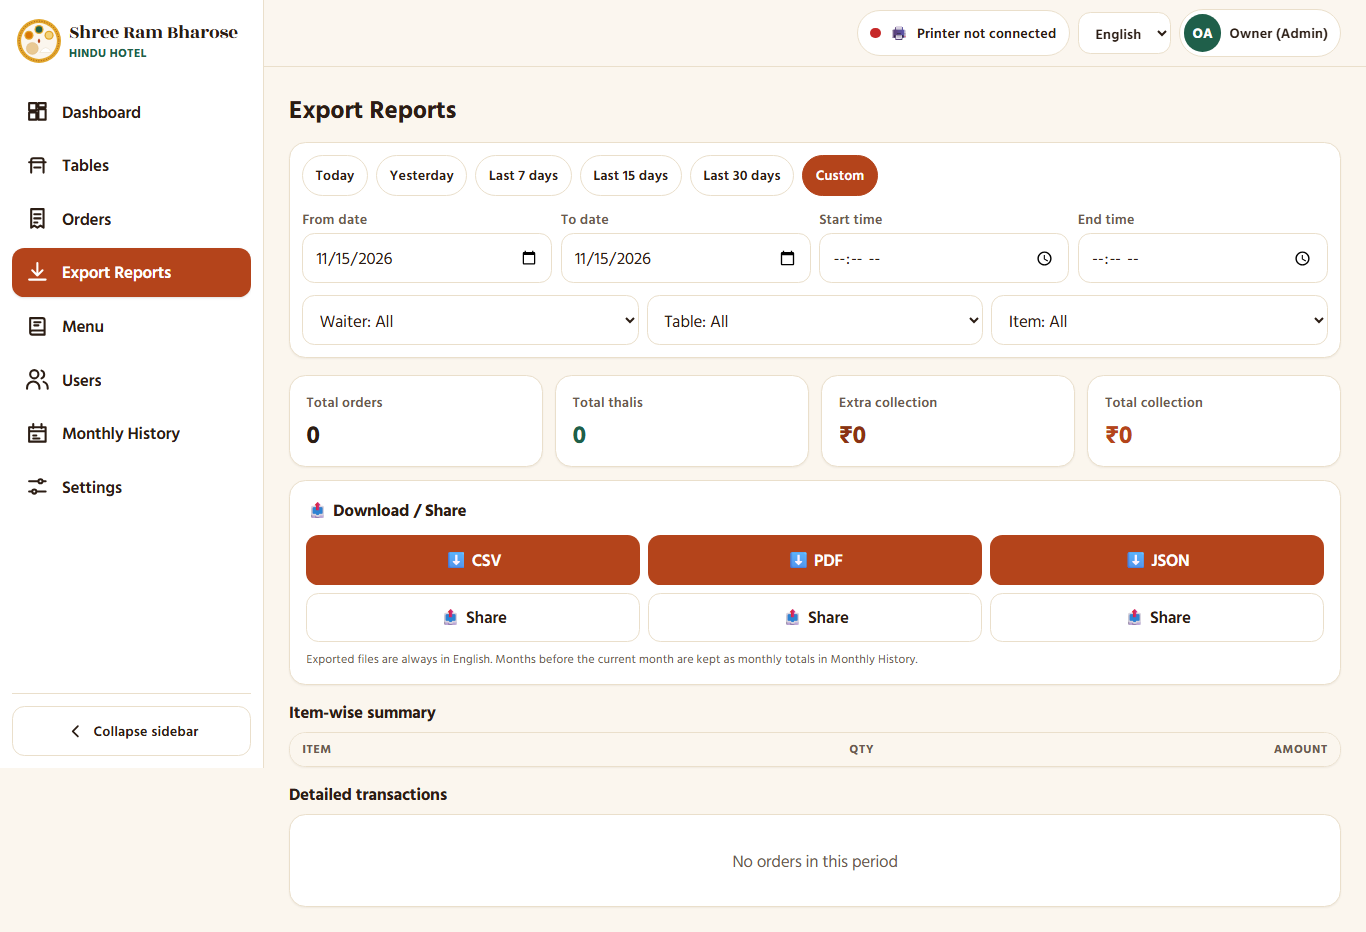 Shree Ram Bharose
HINDU HOTEL
Printer not connected
English
OA
Owner (Admin)
Dashboard
Tables
Orders
Export Reports
Menu
Users
Monthly History
Settings
Collapse sidebar
Export Reports
Today
Yesterday
Last 7 days
Last 15 days
Last 30 days
Custom
From date
To date
Start time
End time
11/15/2026
11/15/2026
--:-- --
--:-- --
Waiter: All
Table: All
Item: All
Total orders
0
Total thalis
0
Extra collection
₹0
Total collection
₹0
Download / Share
CSV
PDF
JSON
Share
Share
Share
Exported files are always in English. Months before the current month are kept as monthly totals in Monthly History.
Item-wise summary
ITEM
QTY
AMOUNT
Detailed transactions
No orders in this period